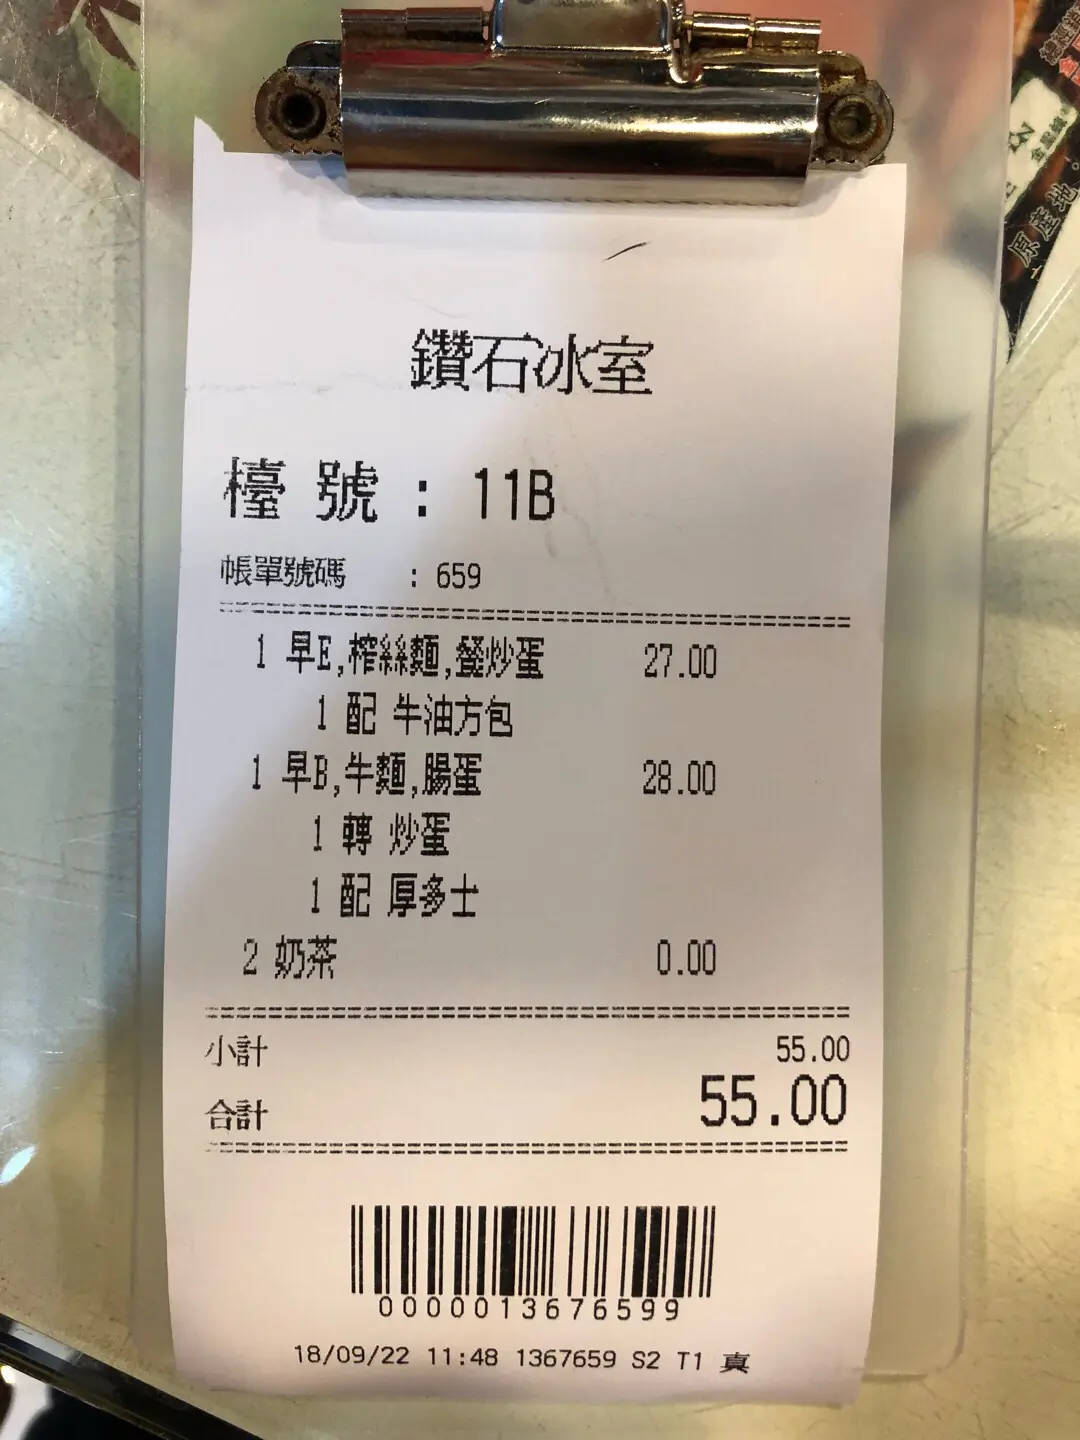 鑽石冰室
檯號：11B
帳單號碼 : 659
1 早E,榨絲麵,餐炒蛋 27.00
1 配 牛油方包
1 早B,牛麵,腸蛋 28.00
1 轉 炒蛋
1 配 厚多士
2 奶茶 0.00
小計 55.00
合計 55.00
0000013676599
18/09/22 11:48 1367659 S2 T1 真
原產地